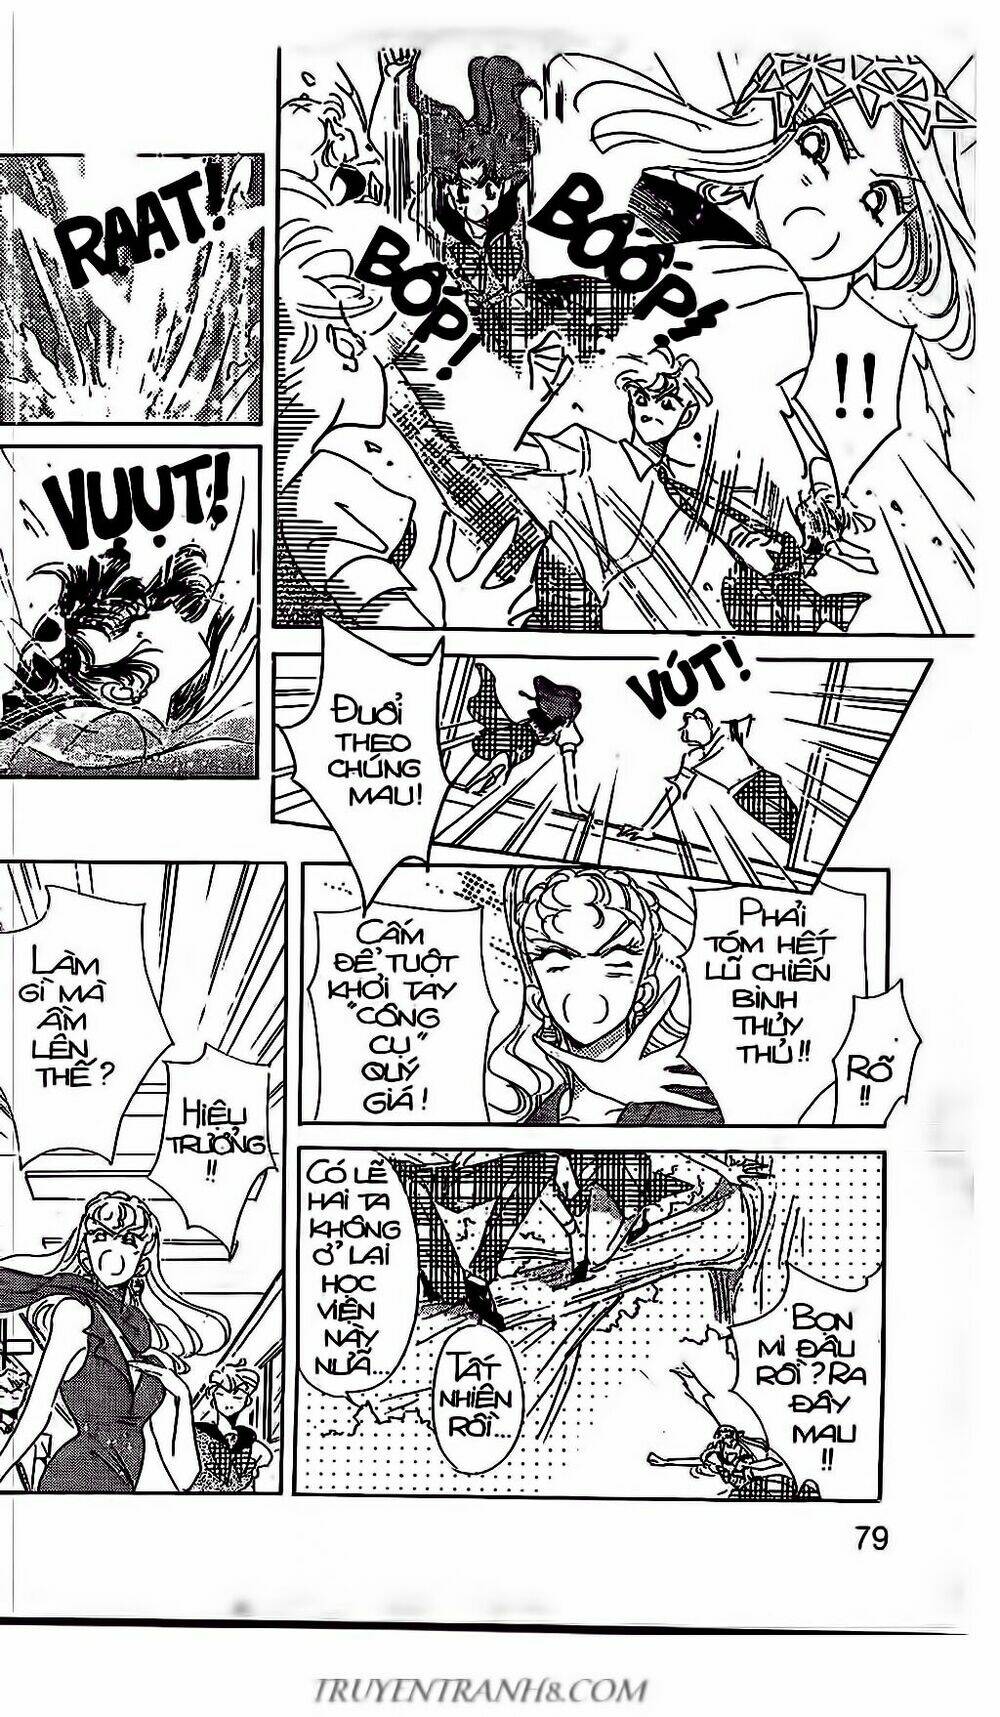 BỐP!
BỐỐP!!
!!
RẠẠT!
VỤỤT!
VÚT!
ĐUỔI
THEO
CHÚNG
MAU!
PHẢI
TÓM HẾT
LŨ CHIẾN
BINH
THỦY
THỦ!!
CẤM
ĐỂ TUỘT
KHỎI TAY
"CÔNG
CỤ"
QUÝ
GIÁ!
RÕ
!!
LÀM
GÌ MÀ
ẦM
LÊN
THẾ?
HIỆU
TRƯỞNG
!!
BỌN
MI ĐÂU
RỒI? RA
ĐÂY
MAU
!!
CÓ LẼ
HAI TA
KHÔNG
Ở LẠI
HỌC
VIỆN
NÀY
NỮA...
TẤT
NHIÊN
RỒI...
79
TRUYENTRANH8.COM